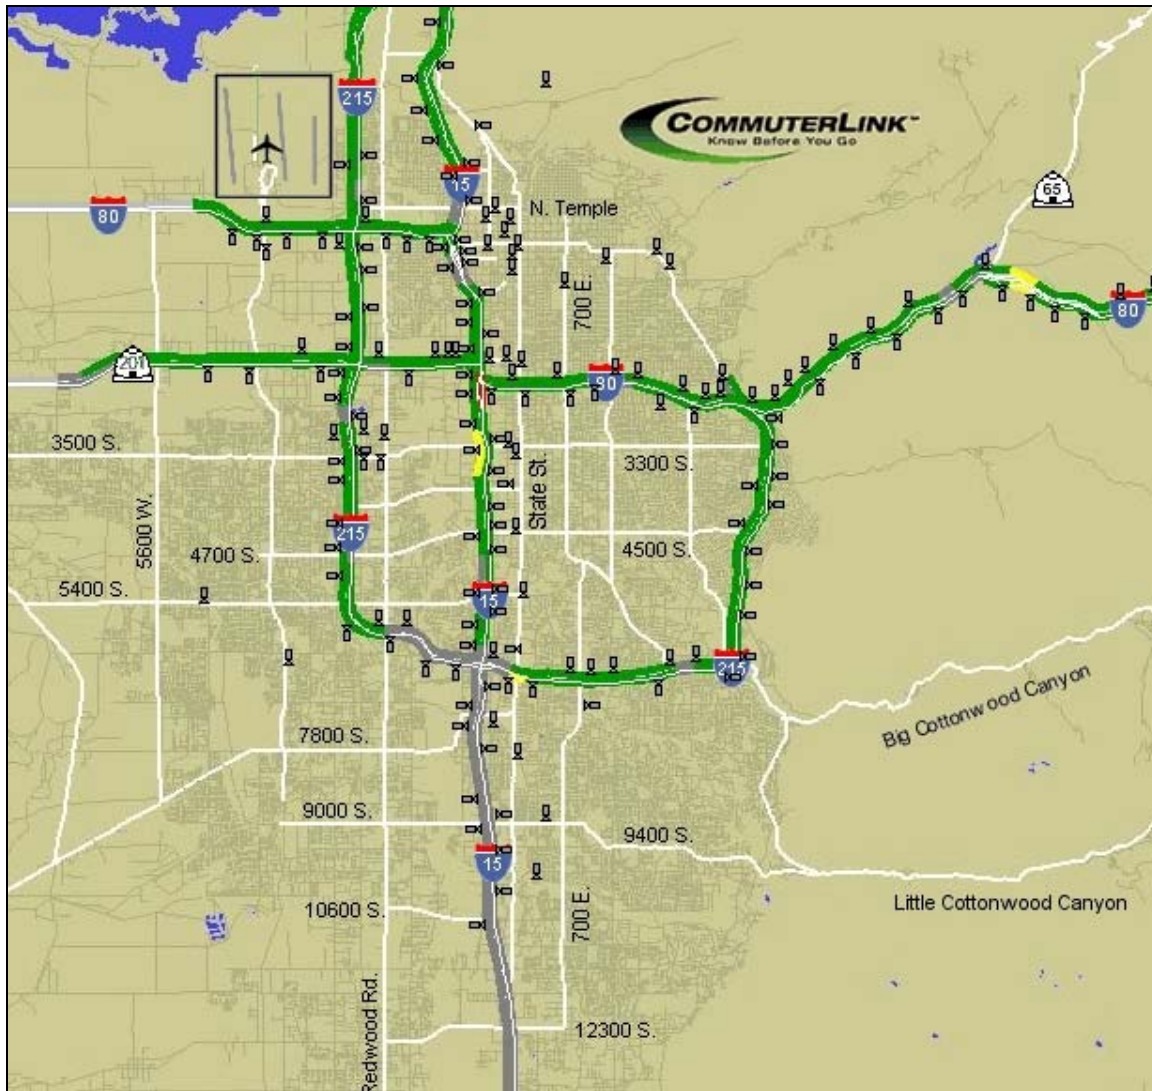 215
COMMUTERLINK™
Know Before You Go
15
65
80
N. Temple
700 E.
80
201
80
3500 S.
3300 S.
State St.
5600 W.
215
4700 S.
4500 S.
5400 S.
15
215
Big Cottonwood Canyon
7800 S.
9000 S.
9400 S.
15
Little Cottonwood Canyon
10600 S.
700 E.
Redwood Rd.
12300 S.